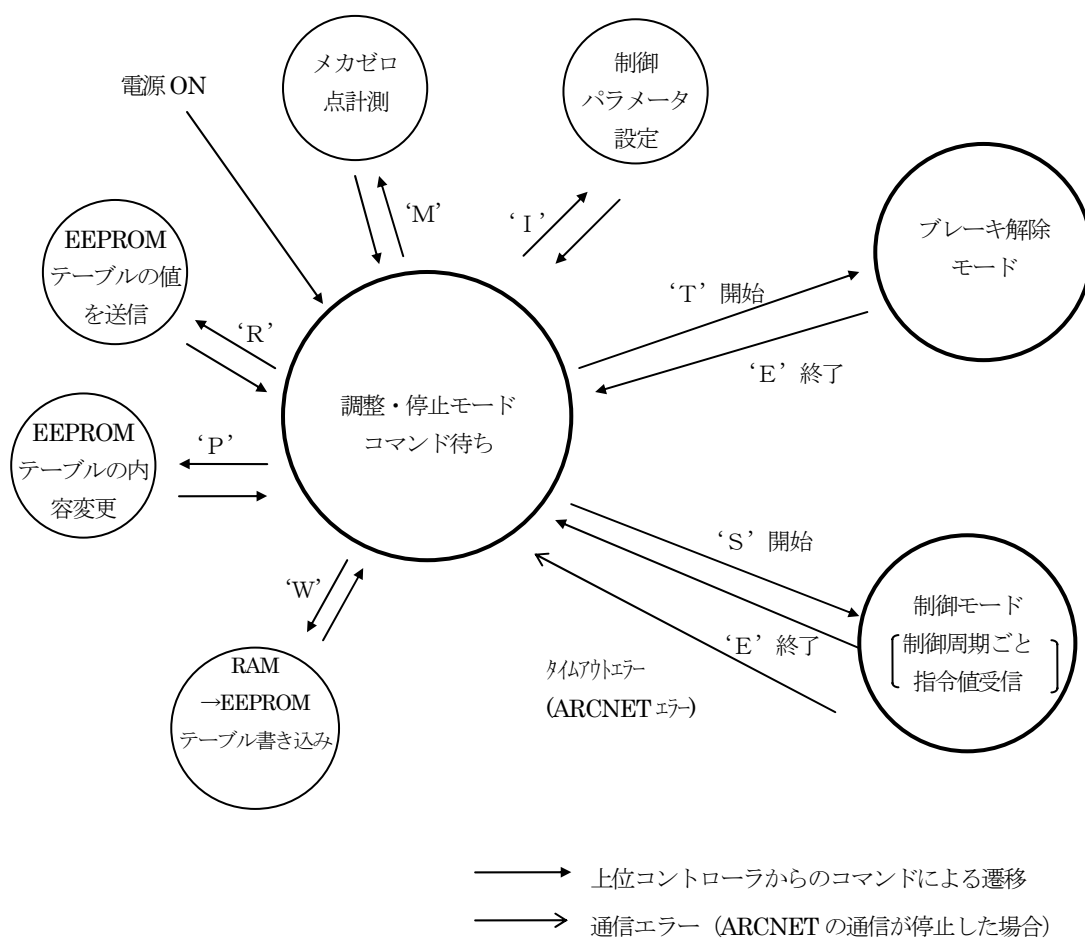 メカゼロ
点計測
制御
パラメータ
設定
電源 ON
‘M’
‘I’
ブレーキ解除
モード
EEPROM
テーブルの値
を送信
‘R’
‘T’ 開始
‘E’ 終了
調整・停止モード
コマンド待ち
EEPROM
テーブルの内
容変更
‘P’
‘S’ 開始
‘W’
制御モード
制御周期ごと
指令値受信
‘E’ 終了
RAM
→EEPROM
テーブル書き込み
タイムアウトエラー
(ARCNET エラー)
上位コントローラからのコマンドによる遷移
通信エラー（ARCNET の通信が停止した場合）